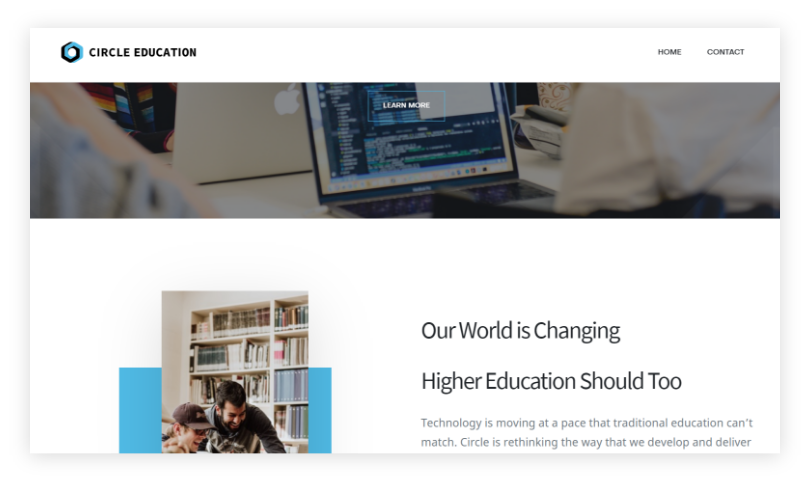 CIRCLE EDUCATION
HOME
CONTACT
LEARN MORE
Our World is Changing
Higher Education Should Too
Technology is moving at a pace that traditional education can't
match. Circle is rethinking the way that we develop and deliver